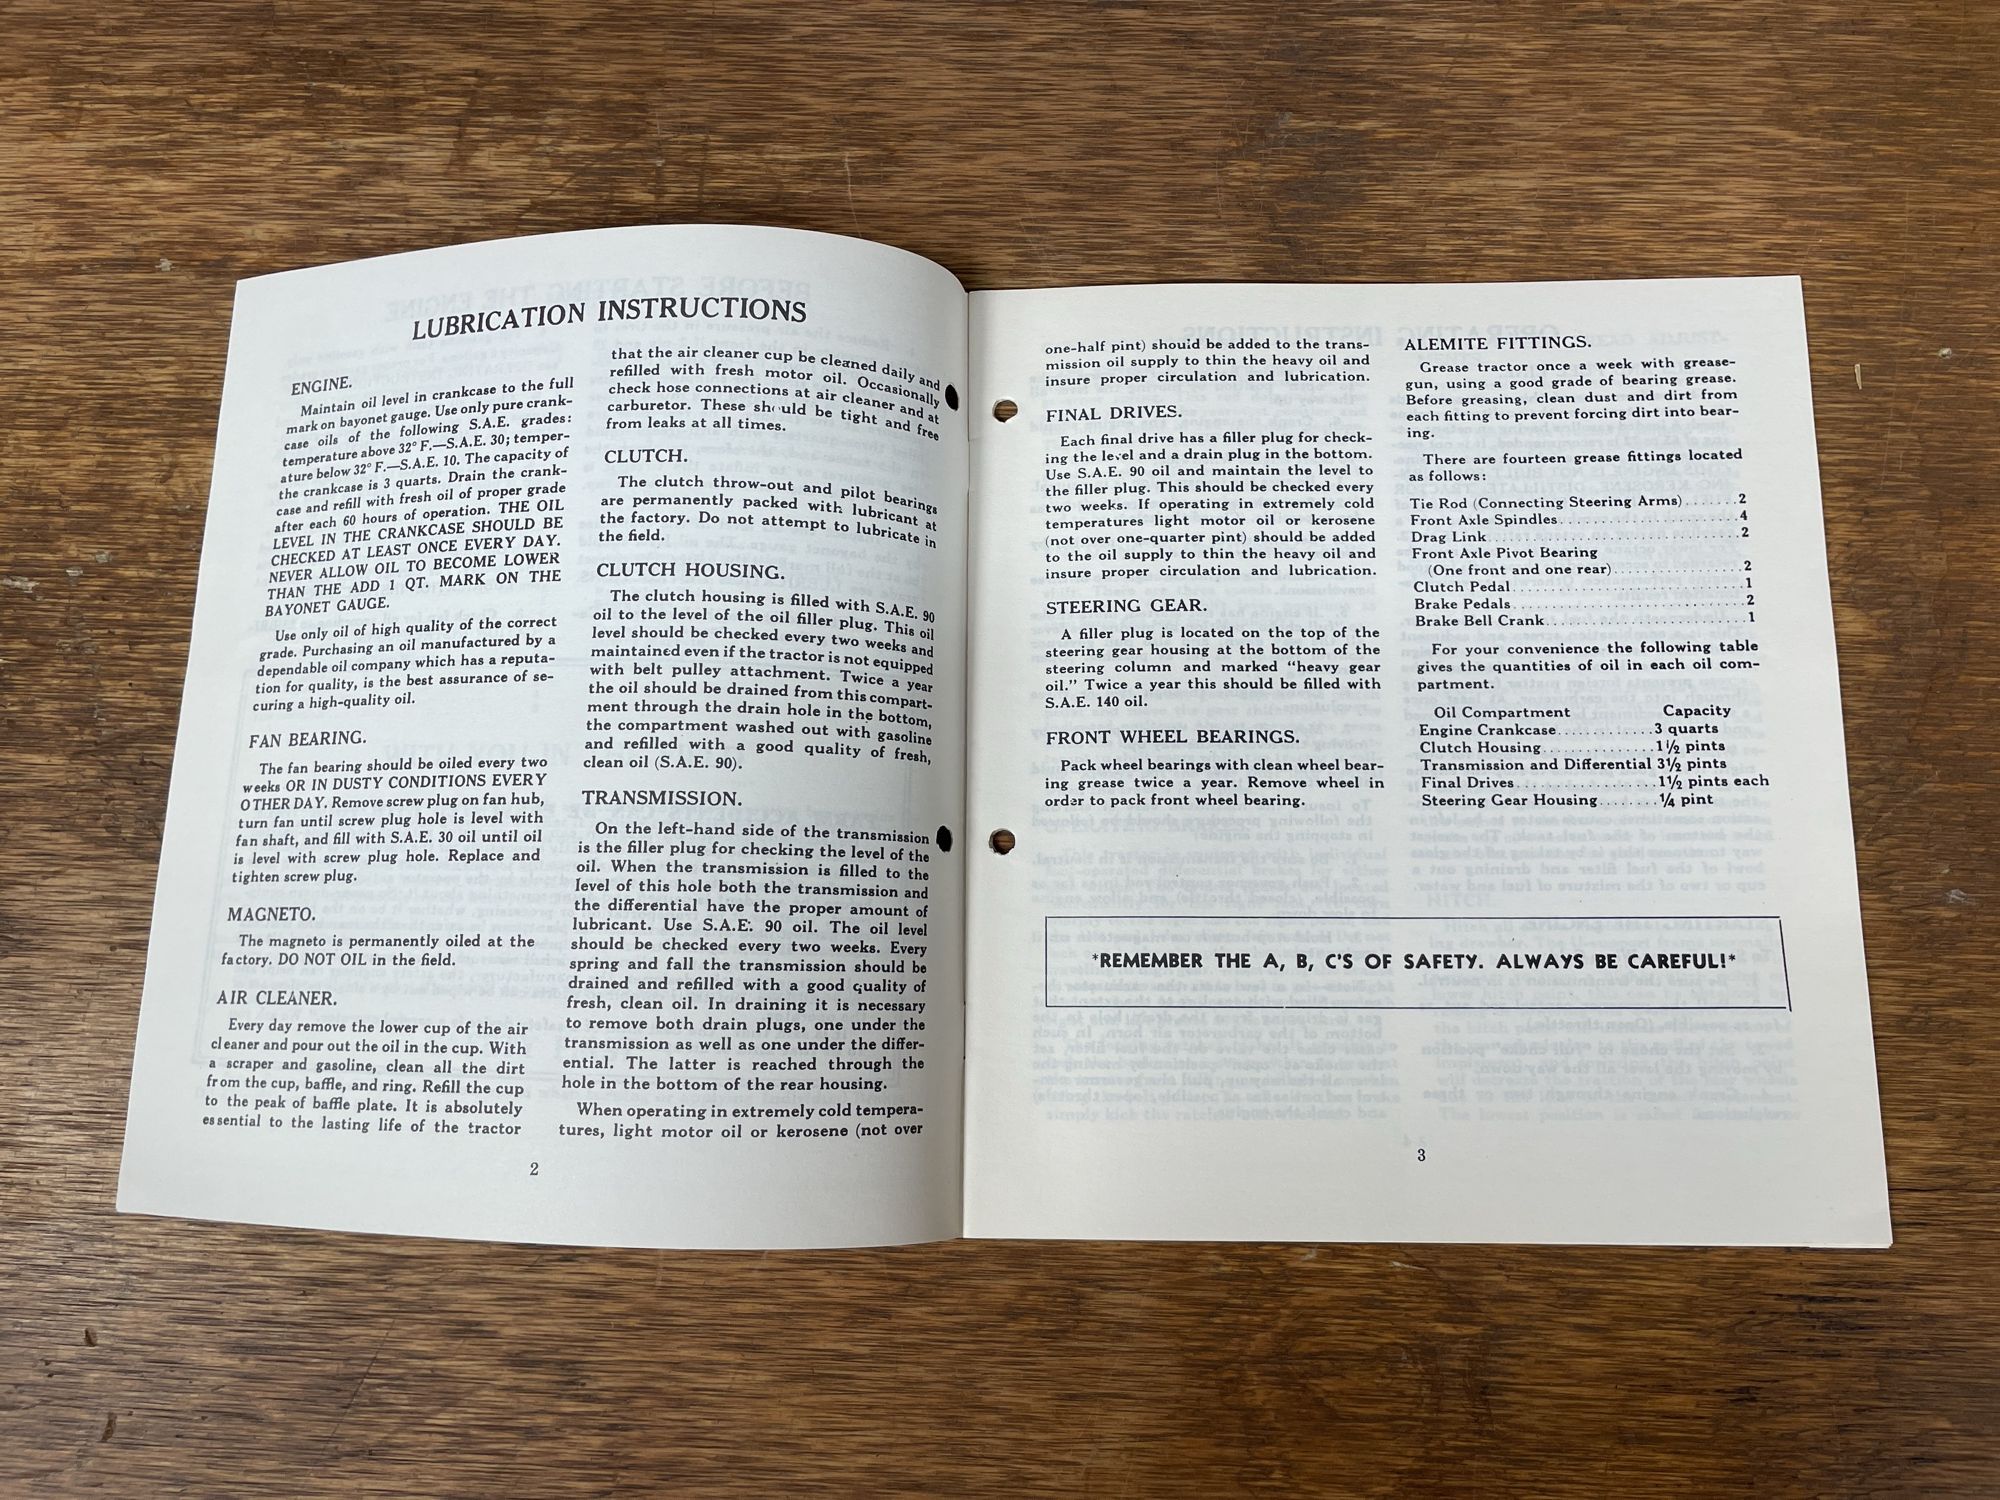 LUBRICATION INSTRUCTIONS
ENGINE.
Maintain oil level in crankcase to the full
mark on bayonet gauge. Use only pure crank-
case oils of the following S.A.E. grades:
temperature above 32° F.—S.A.E. 30; temper-
ature below 32° F.—S.A.E. 10. The capacity of
the crankcase is 3 quarts. Drain the crank-
case and refill with fresh oil of proper grade
after each 60 hours of operation. THE OIL
LEVEL IN THE CRANKCASE SHOULD BE
CHECKED AT LEAST ONCE EVERY DAY.
NEVER ALLOW OIL TO BECOME LOWER
THAN THE ADD 1 QT. MARK ON THE
BAYONET GAUGE.
Use only oil of high quality of the correct
grade. Purchasing an oil manufactured by a
dependable oil company which has a reputa-
tion for quality, is the best assurance of se-
curing a high-quality oil.
FAN BEARING.
The fan bearing should be oiled every two
weeks OR IN DUSTY CONDITIONS EVERY
OTHER DAY. Remove screw plug on fan hub,
turn fan until screw plug hole is level with
fan shaft, and fill with S.A.E. 30 oil until oil
is level with screw plug hole. Replace and
tighten screw plug.
MAGNETO.
The magneto is permanently oiled at the
factory. DO NOT OIL in the field.
AIR CLEANER.
Every day remove the lower cup of the air
cleaner and pour out the oil in the cup. With
a scraper and gasoline, clean all the dirt
from the cup, baffle, and ring. Refill the cup
to the peak of baffle plate. It is absolutely
essential to the lasting life of the tractor
that the air cleaner cup be cleaned daily and
refilled with fresh motor oil. Occasionally
check hose connections at air cleaner and at
carburetor. These should be tight and free
from leaks at all times.
CLUTCH.
The clutch throw-out and pilot bearings
are permanently packed with lubricant at
the factory. Do not attempt to lubricate in
the field.
CLUTCH HOUSING.
The clutch housing is filled with S.A.E. 90
oil to the level of the oil filler plug. This oil
level should be checked every two weeks and
maintained even if the tractor is not equipped
with belt pulley attachment. Twice a year
the oil should be drained from this compart-
ment through the drain hole in the bottom,
the compartment washed out with gasoline
and refilled with a good quality of fresh,
clean oil (S.A.E. 90).
TRANSMISSION.
On the left-hand side of the transmission
is the filler plug for checking the level of the
oil. When the transmission is filled to the
level of this hole both the transmission and
the differential have the proper amount of
lubricant. Use S.A.E. 90 oil. The oil level
should be checked every two weeks. Every
spring and fall the transmission should be
drained and refilled with a good quality of
fresh, clean oil. In draining it is necessary
to remove both drain plugs, one under the
transmission as well as one under the differ-
ential. The latter is reached through the
hole in the bottom of the rear housing.
When operating in extremely cold tempera-
tures, light motor oil or kerosene (not over
2
one-half pint) should be added to the trans-
mission oil supply to thin the heavy oil and
insure proper circulation and lubrication.
FINAL DRIVES.
Each final drive has a filler plug for check-
ing the level and a drain plug in the bottom.
Use S.A.E. 90 oil and maintain the level to
the filler plug. This should be checked every
two weeks. If operating in extremely cold
temperatures light motor oil or kerosene
(not over one-quarter pint) should be added
to the oil supply to thin the heavy oil and
insure proper circulation and lubrication.
STEERING GEAR.
A filler plug is located on the top of the
steering gear housing at the bottom of the
steering column and marked "heavy gear
oil." Twice a year this should be filled with
S.A.E. 140 oil.
FRONT WHEEL BEARINGS.
Pack wheel bearings with clean wheel bear-
ing grease twice a year. Remove wheel in
order to pack front wheel bearing.
ALEMITE FITTINGS.
Grease tractor once a week with grease-
gun, using a good grade of bearing grease.
Before greasing, clean dust and dirt from
each fitting to prevent forcing dirt into bear-
ing.
There are fourteen grease fittings located
as follows:
Tie Rod (Connecting Steering Arms).......2
Front Axle Spindles.......................4
Drag Link.................................2
Front Axle Pivot Bearing
(One front and one rear).................2
Clutch Pedal..............................1
Brake Pedals..............................2
Brake Bell Crank..........................1
For your convenience the following table
gives the quantities of oil in each oil com-
partment.
Oil Compartment Capacity
Engine Crankcase............3 quarts
Clutch Housing..............1 1/2 pints
Transmission and Differential 3 1/2 pints
Final Drives.................1 1/2 pints each
Steering Gear Housing........1/4 pint
*REMEMBER THE A, B, C'S OF SAFETY. ALWAYS BE CAREFUL!*
3